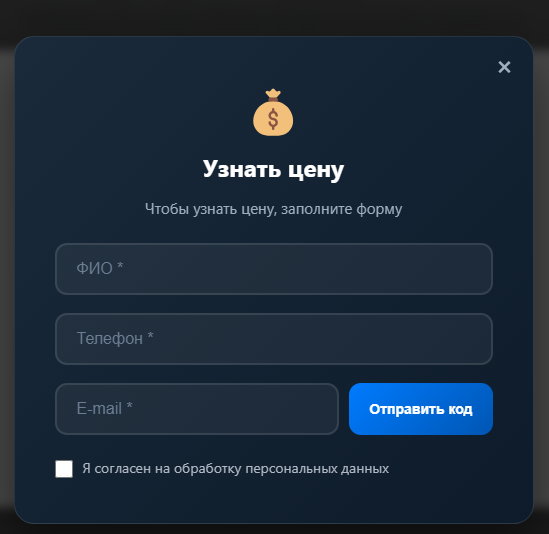 Узнать цену
Чтобы узнать цену, заполните форму
ФИО *
Телефон *
E-mail *
Отправить код
Я согласен на обработку персональных данных